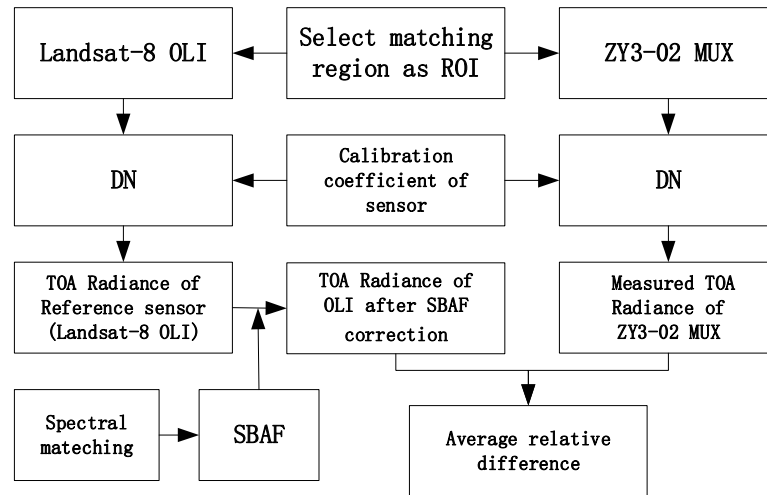 Landsat-8 OLI
Select matching
region as ROI
ZY3-02 MUX
DN
Calibration
coefficient of
sensor
DN
TOA Radiance of
Reference sensor
(Landsat-8 OLI)
TOA Radiance of
OLI after SBAF
correction
Measured TOA
Radiance of
ZY3-02 MUX
Spectral
mateching
SBAF
Average relative
difference